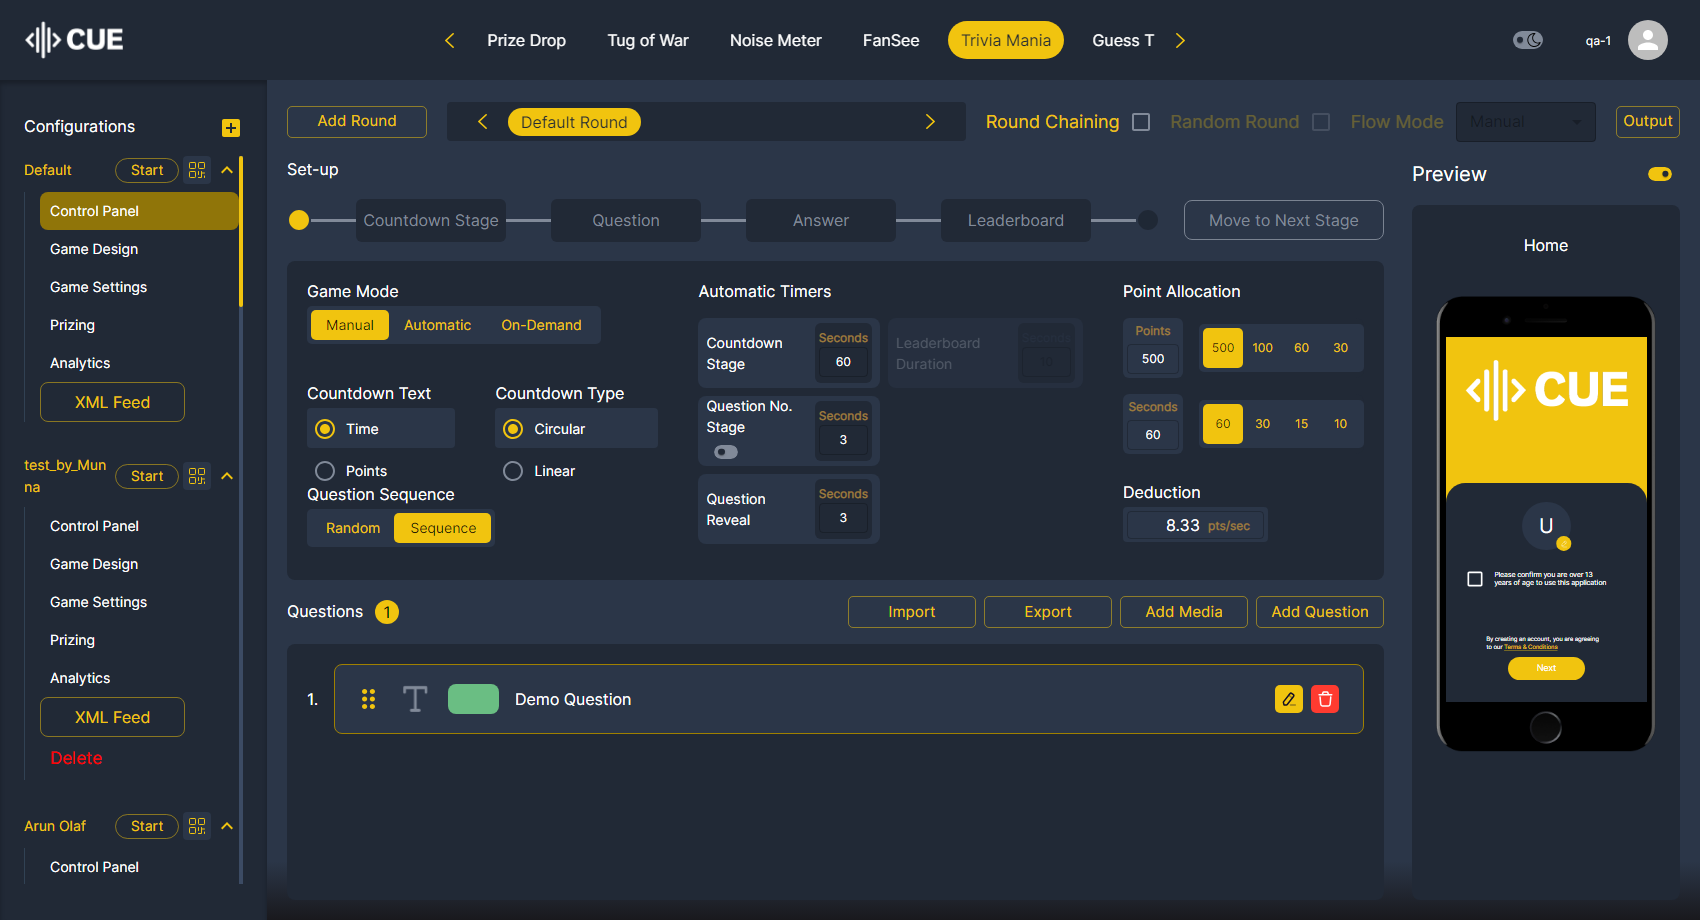 CUE
Prize Drop
Tug of War
Noise Meter
FanSee
Trivia Mania
Guess T
qa-1
Configurations
Default
Start
Control Panel
Game Design
Game Settings
Prizing
Analytics
XML Feed
test_by_Mun
na
Start
Control Panel
Game Design
Game Settings
Prizing
Analytics
XML Feed
Delete
Arun Olaf
Start
Control Panel
Add Round
Default Round
Round Chaining
Random Round
Flow Mode
Manual
Output
Set-up
Countdown Stage
Question
Answer
Leaderboard
Move to Next Stage
Game Mode
Manual
Automatic
On-Demand
Countdown Text
Time
Points
Countdown Type
Circular
Linear
Question Sequence
Random
Sequence
Automatic Timers
Countdown
Stage
Seconds
60
Leaderboard
Duration
Seconds
10
Question No.
Stage
Seconds
3
Question
Reveal
Seconds
3
Point Allocation
Points
500
500
100
60
30
Seconds
60
60
30
15
10
Deduction
8.33 pts/sec
Questions 1
Import
Export
Add Media
Add Question
1.
T
Demo Question
Preview
Home
CUE
U
Please confirm you are over 13
years of age to use this application
By creating an account, you are agreeing
to our Terms & Conditions
Next